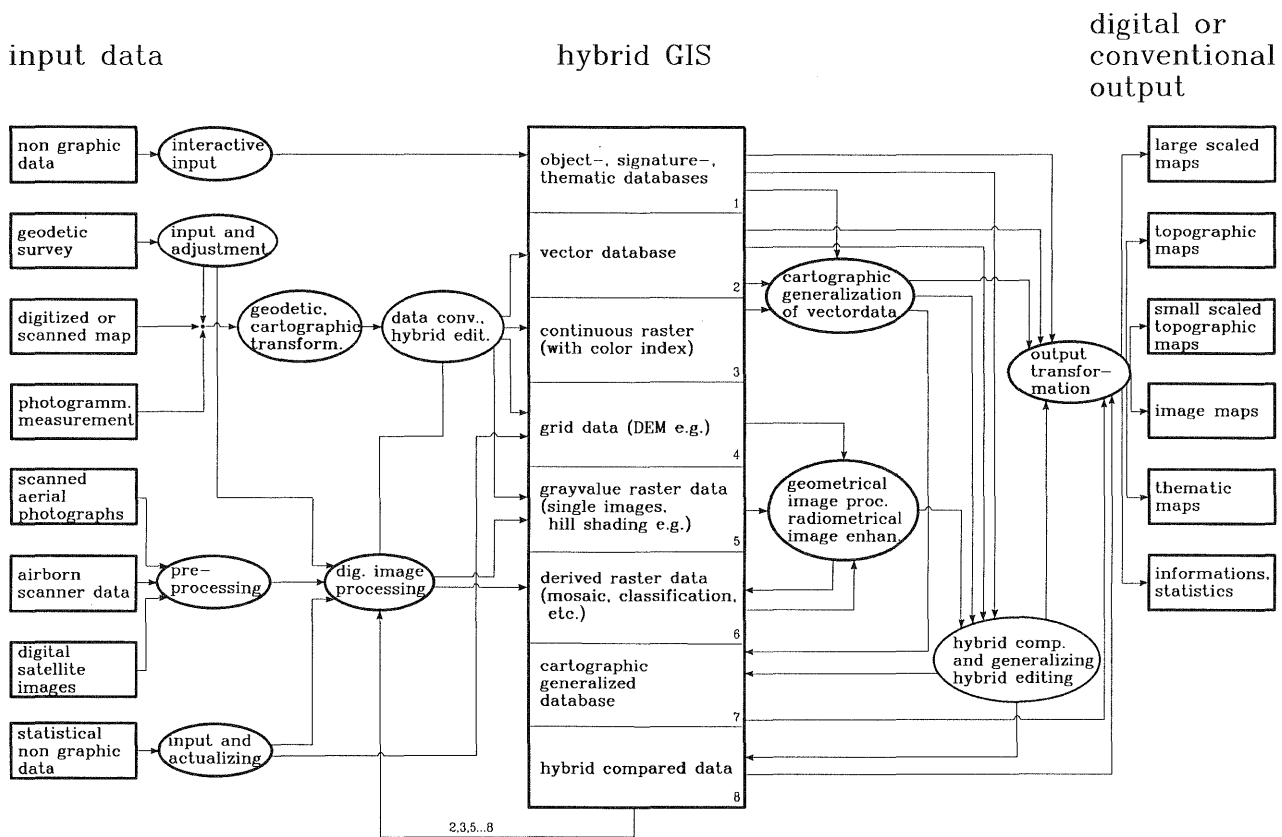 input data
hybrid GIS
digital or
conventional
output
non graphic
data
interactive
input
geodetic
survey
input and
adjustment
digitized or
scanned map
geodetic,
cartographic
transform.
data conv.,
hybrid edit.
photogramm.
measurement
scanned
aerial
photographs
airborn
scanner data
pre-
processing
dig. image
processing
digital
satellite
images
statistical
non graphic
data
input and
actualizing
object-, signature-,
thematic databases
1
vector database
2
continuous raster
(with color index)
3
grid data (DEM e.g.)
4
grayvalue raster data
(single images,
hill shading e.g.)
5
derived raster data
(mosaic, classification,
etc.)
6
cartographic
generalized
database
7
hybrid compared data
8
2,3,5...8
cartographic
generalization
of vectordata
geometrical
image proc.
radiometrical
image enhan.
output
transfor-
mation
hybrid comp.
and generalizing
hybrid editing
large scaled
maps
topographic
maps
small scaled
topographic
maps
image maps
thematic
maps
informations,
statistics